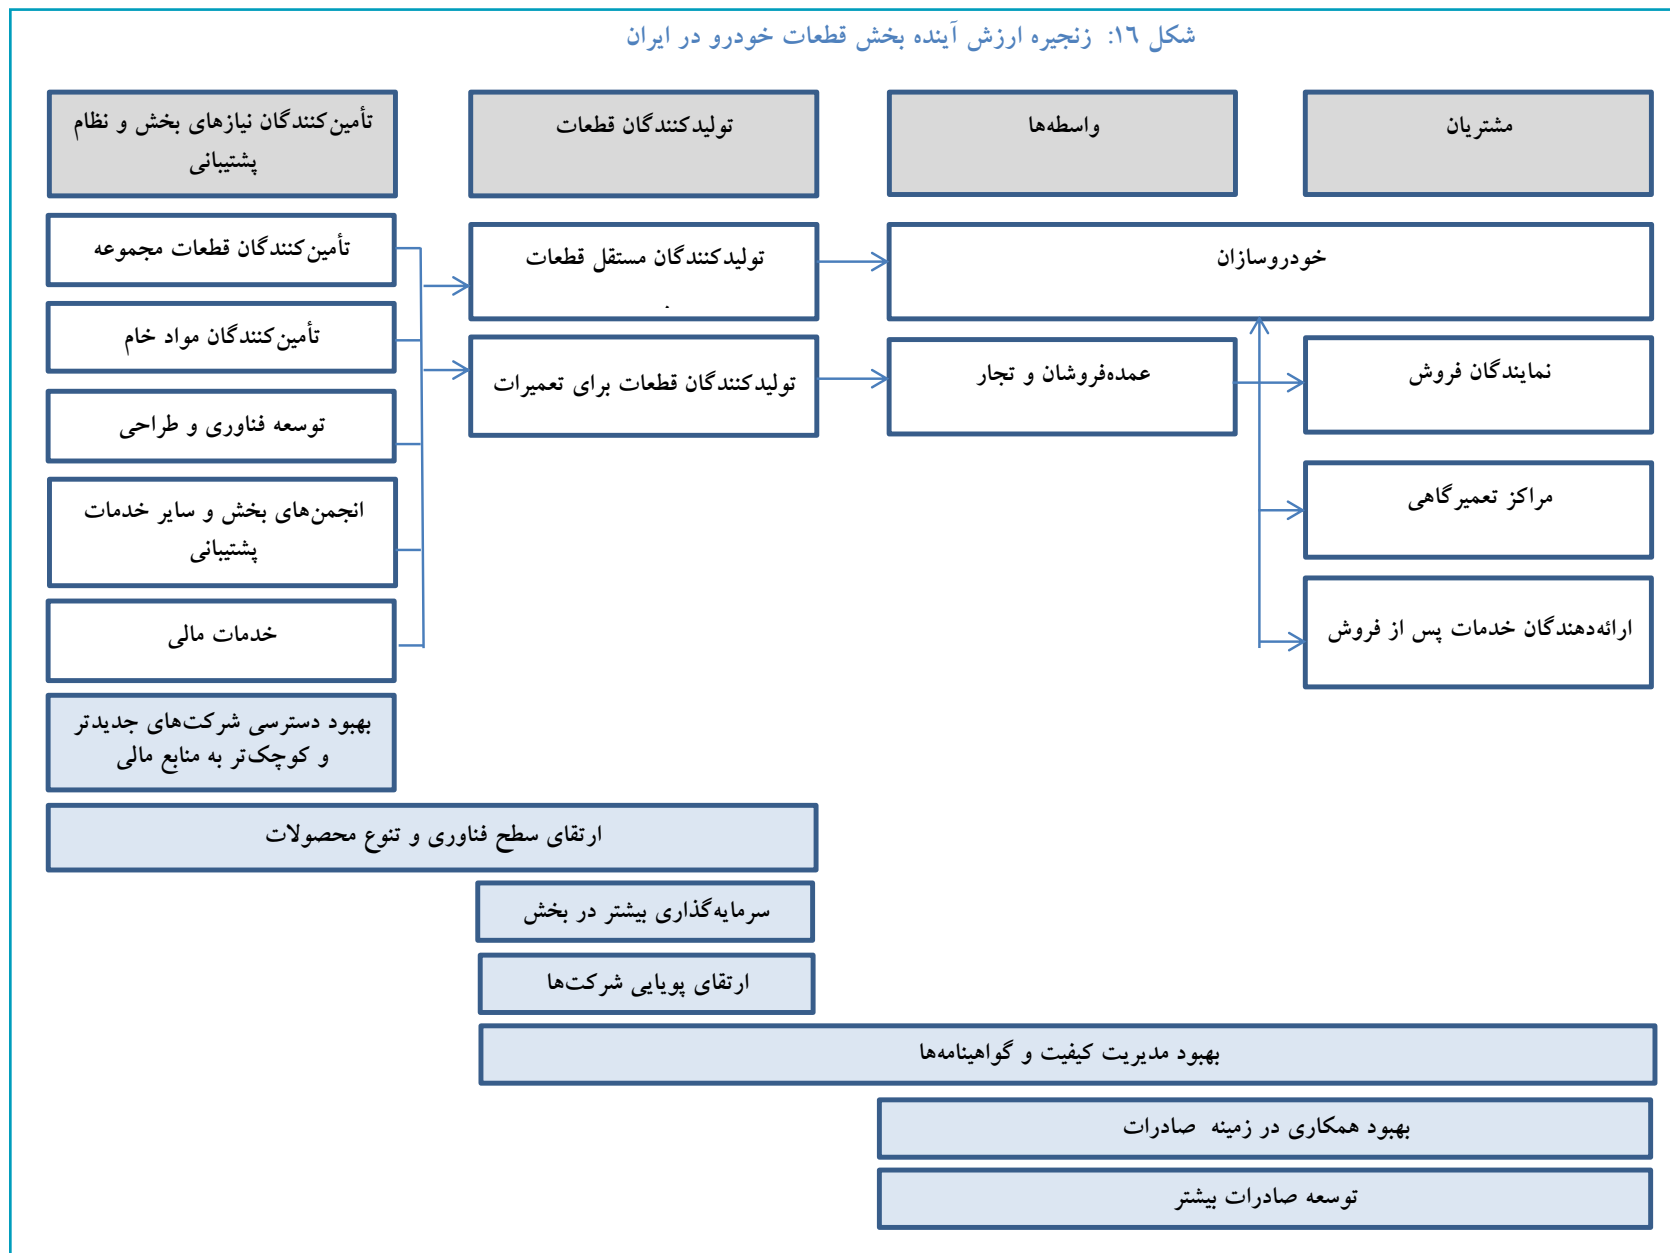 شکل ١٦: زنجیره ارزش آینده بخش قطعات خودرو در ایران
مشتریان
واسطه‌ها
تولیدکنندگان قطعات
تأمین‌کنندگان نیازهای بخش و نظام
پشتیبانی
خودروسازان
تولیدکنندگان مستقل قطعات
.
تأمین‌کنندگان قطعات مجموعه
تأمین‌کنندگان مواد خام
نمایندگان فروش
عمده‌فروشان و تجار
تولیدکنندگان قطعات برای تعمیرات
توسعه فناوری و طراحی
مراکز تعمیرگاهی
انجمن‌های بخش و سایر خدمات
پشتیبانی
ارائه‌دهندگان خدمات پس از فروش
خدمات مالی
بهبود دسترسی شرکت‌های جدیدتر
و کوچک‌تر به منابع مالی
ارتقای سطح فناوری و تنوع محصولات
سرمایه‌گذاری بیشتر در بخش
ارتقای پویایی شرکت‌ها
بهبود مدیریت کیفیت و گواهینامه‌ها
بهبود همکاری در زمینه صادرات
توسعه صادرات بیشتر